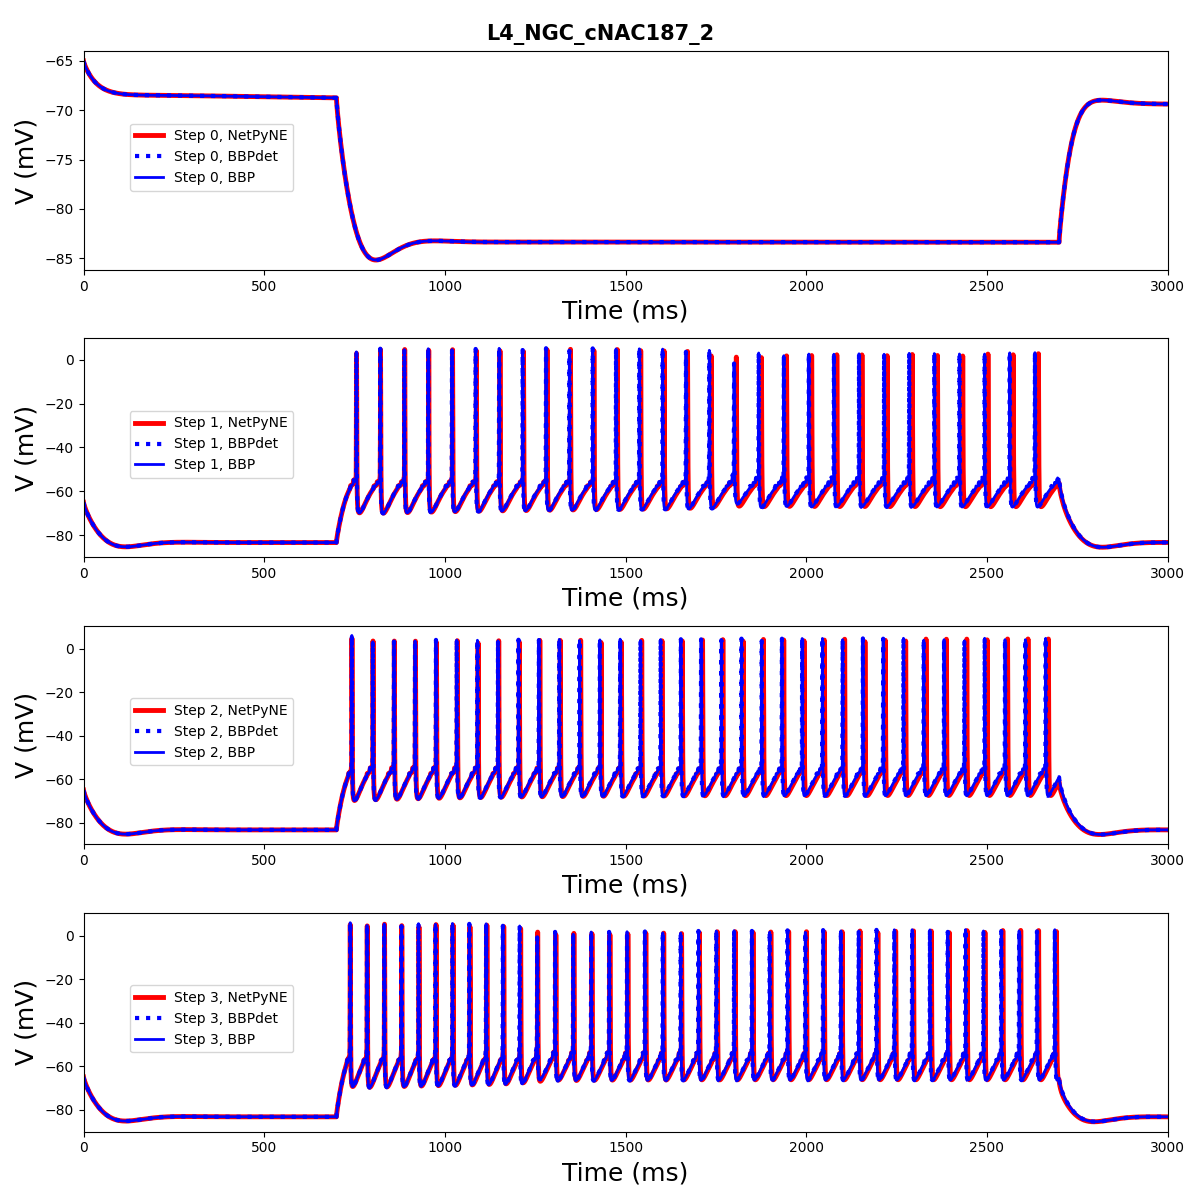 L4_NGC_cNAC187_2
−65
−70
−75
−80
−85
V (mV)
Step 0, NetPyNE
Step 0, BBPdet
Step 0, BBP
0 500 1000 1500 2000 2500 3000
Time (ms)
0
−20
−40
−60
−80
V (mV)
Step 1, NetPyNE
Step 1, BBPdet
Step 1, BBP
0 500 1000 1500 2000 2500 3000
Time (ms)
0
−20
−40
−60
−80
V (mV)
Step 2, NetPyNE
Step 2, BBPdet
Step 2, BBP
0 500 1000 1500 2000 2500 3000
Time (ms)
0
−20
−40
−60
−80
V (mV)
Step 3, NetPyNE
Step 3, BBPdet
Step 3, BBP
0 500 1000 1500 2000 2500 3000
Time (ms)